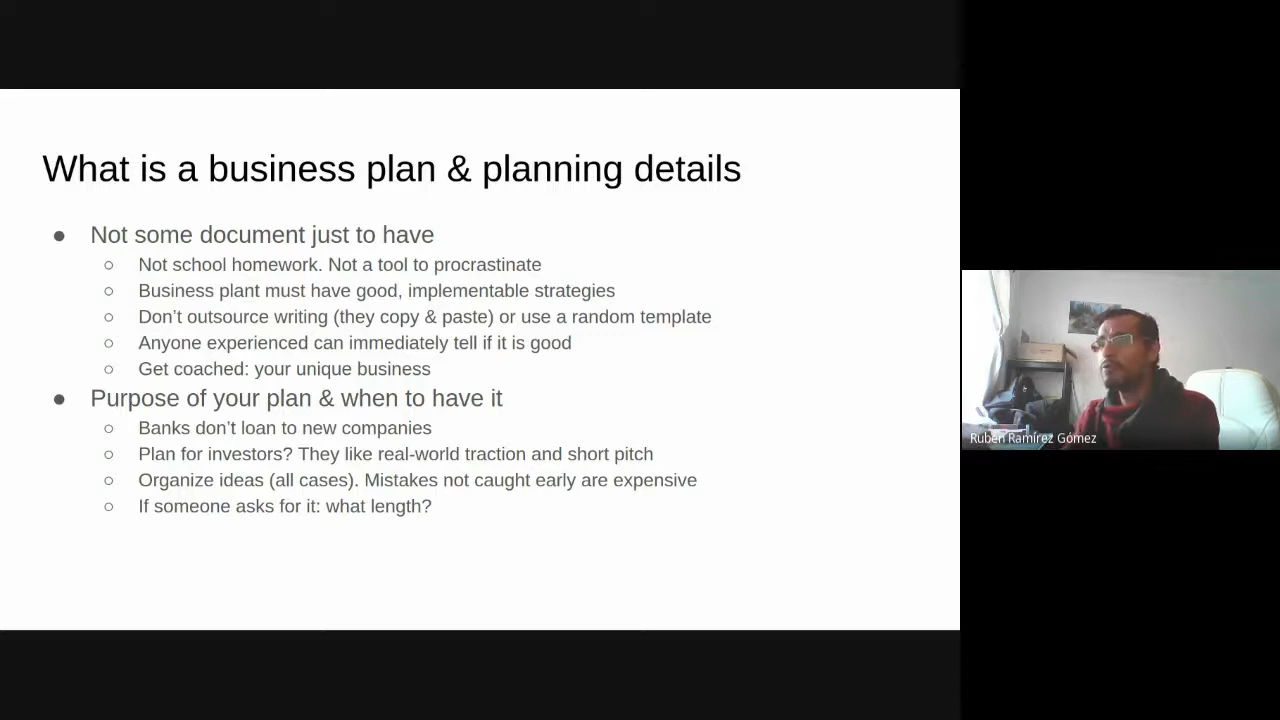 What is a business plan & planning details
● Not some document just to have
○ Not school homework. Not a tool to procrastinate
○ Business plant must have good, implementable strategies
○ Don’t outsource writing (they copy & paste) or use a random template
○ Anyone experienced can immediately tell if it is good
○ Get coached: your unique business
● Purpose of your plan & when to have it
○ Banks don’t loan to new companies
○ Plan for investors? They like real-world traction and short pitch
○ Organize ideas (all cases). Mistakes not caught early are expensive
○ If someone asks for it: what length?
Rubén Ramírez Gómez